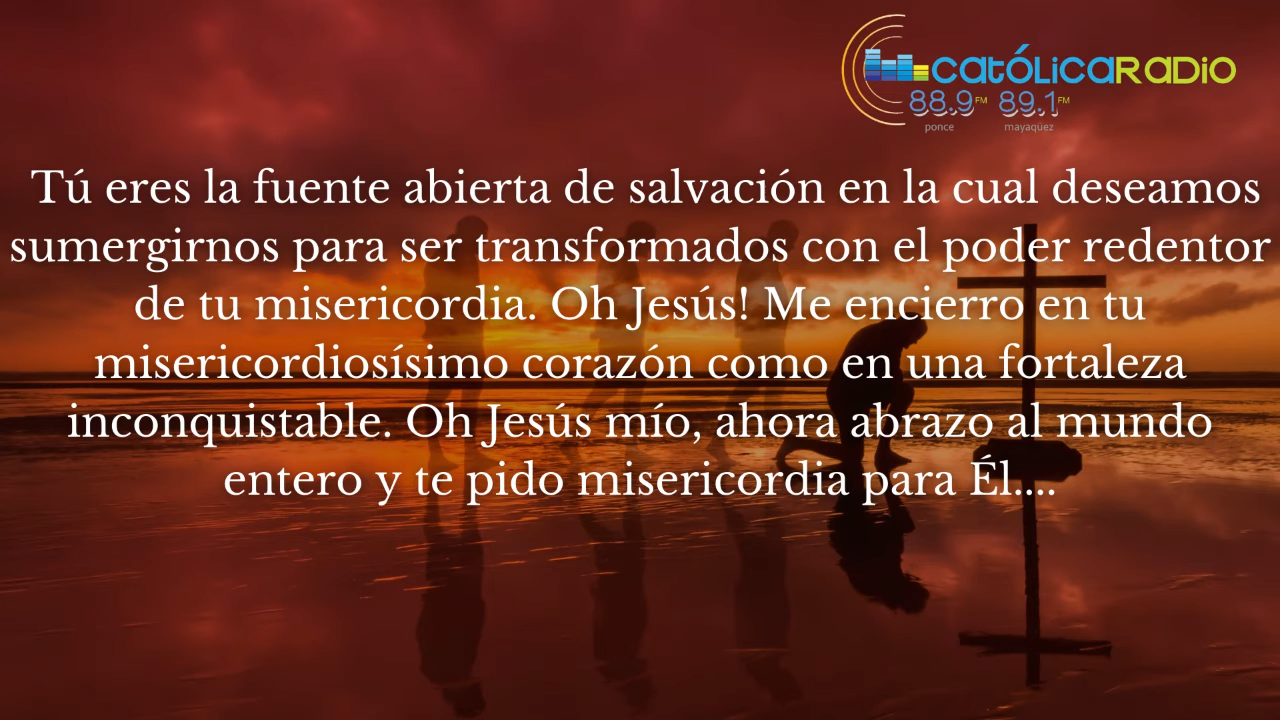 católicaRadio
88.9 FM 89.1 FM
ponce mayagüez
Tú eres la fuente abierta de salvación en la cual deseamos
sumergirnos para ser transformados con el poder redentor
de tu misericordia. Oh Jesús! Me encierro en tu
misericordiosísimo corazón como en una fortaleza
inconquistable. Oh Jesús mío, ahora abrazo al mundo
entero y te pido misericordia para Él....